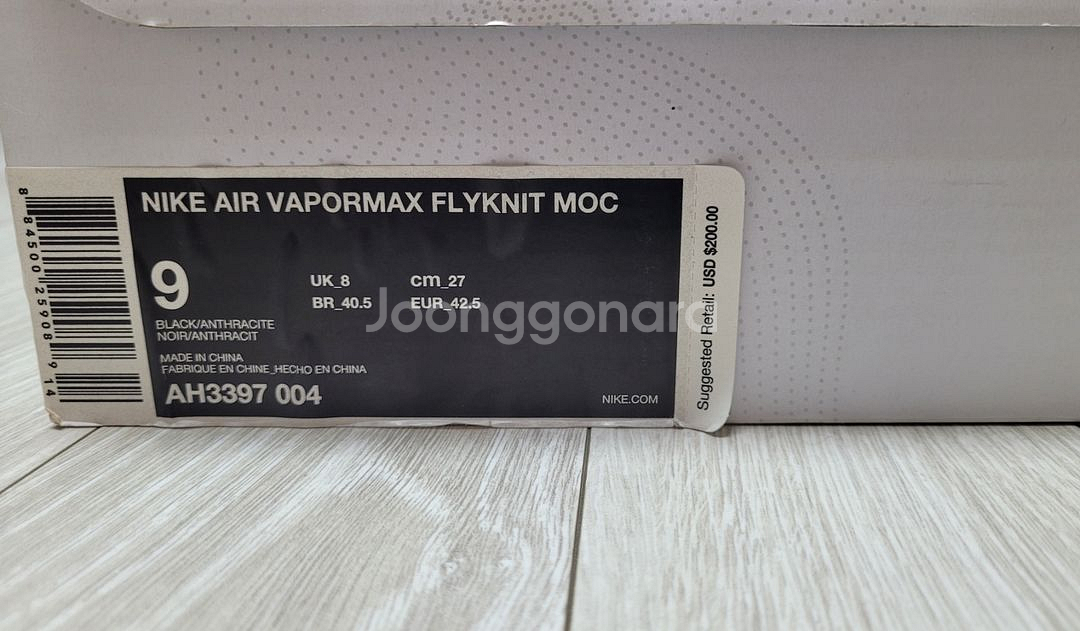 NIKE AIR VAPORMAX FLYKNIT MOC
9
UK_8 cm_27
BR_40.5 EUR_42.5
BLACK/ANTHRACITE
NOIR/ANTHRACIT
MADE IN CHINA
FABRIQUE EN CHINE_HECHO EN CHINA
AH3397 004
NIKE.COM
Suggested Retail: USD $200.00
8 84500 25908 9 14
Joonggonara